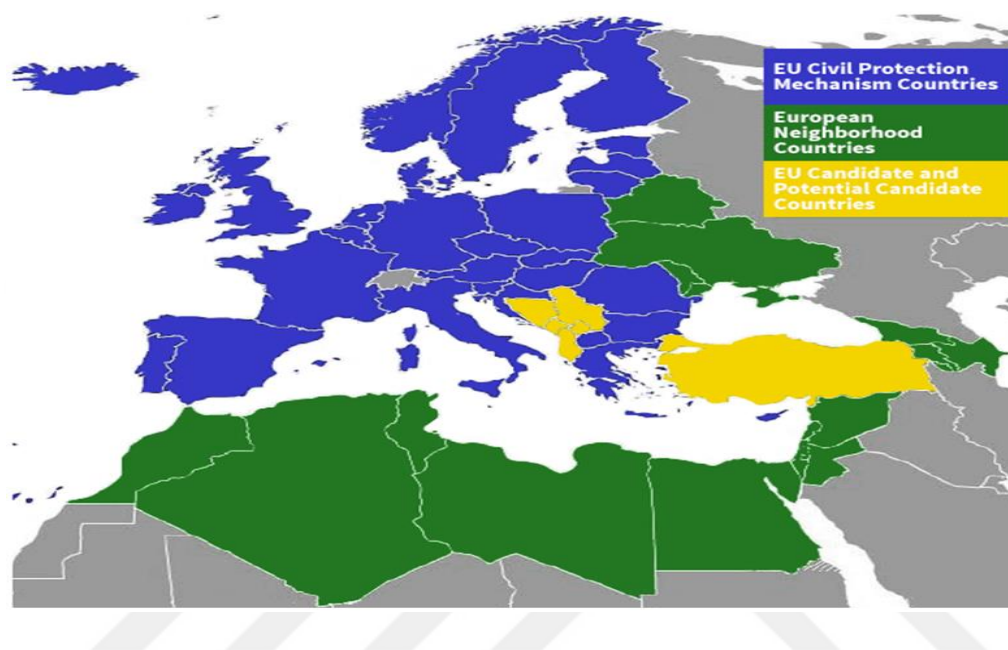 EU Civil Protection
Mechanism Countries
European
Neighborhood
Countries
EU Candidate and
Potential Candidate
Countries